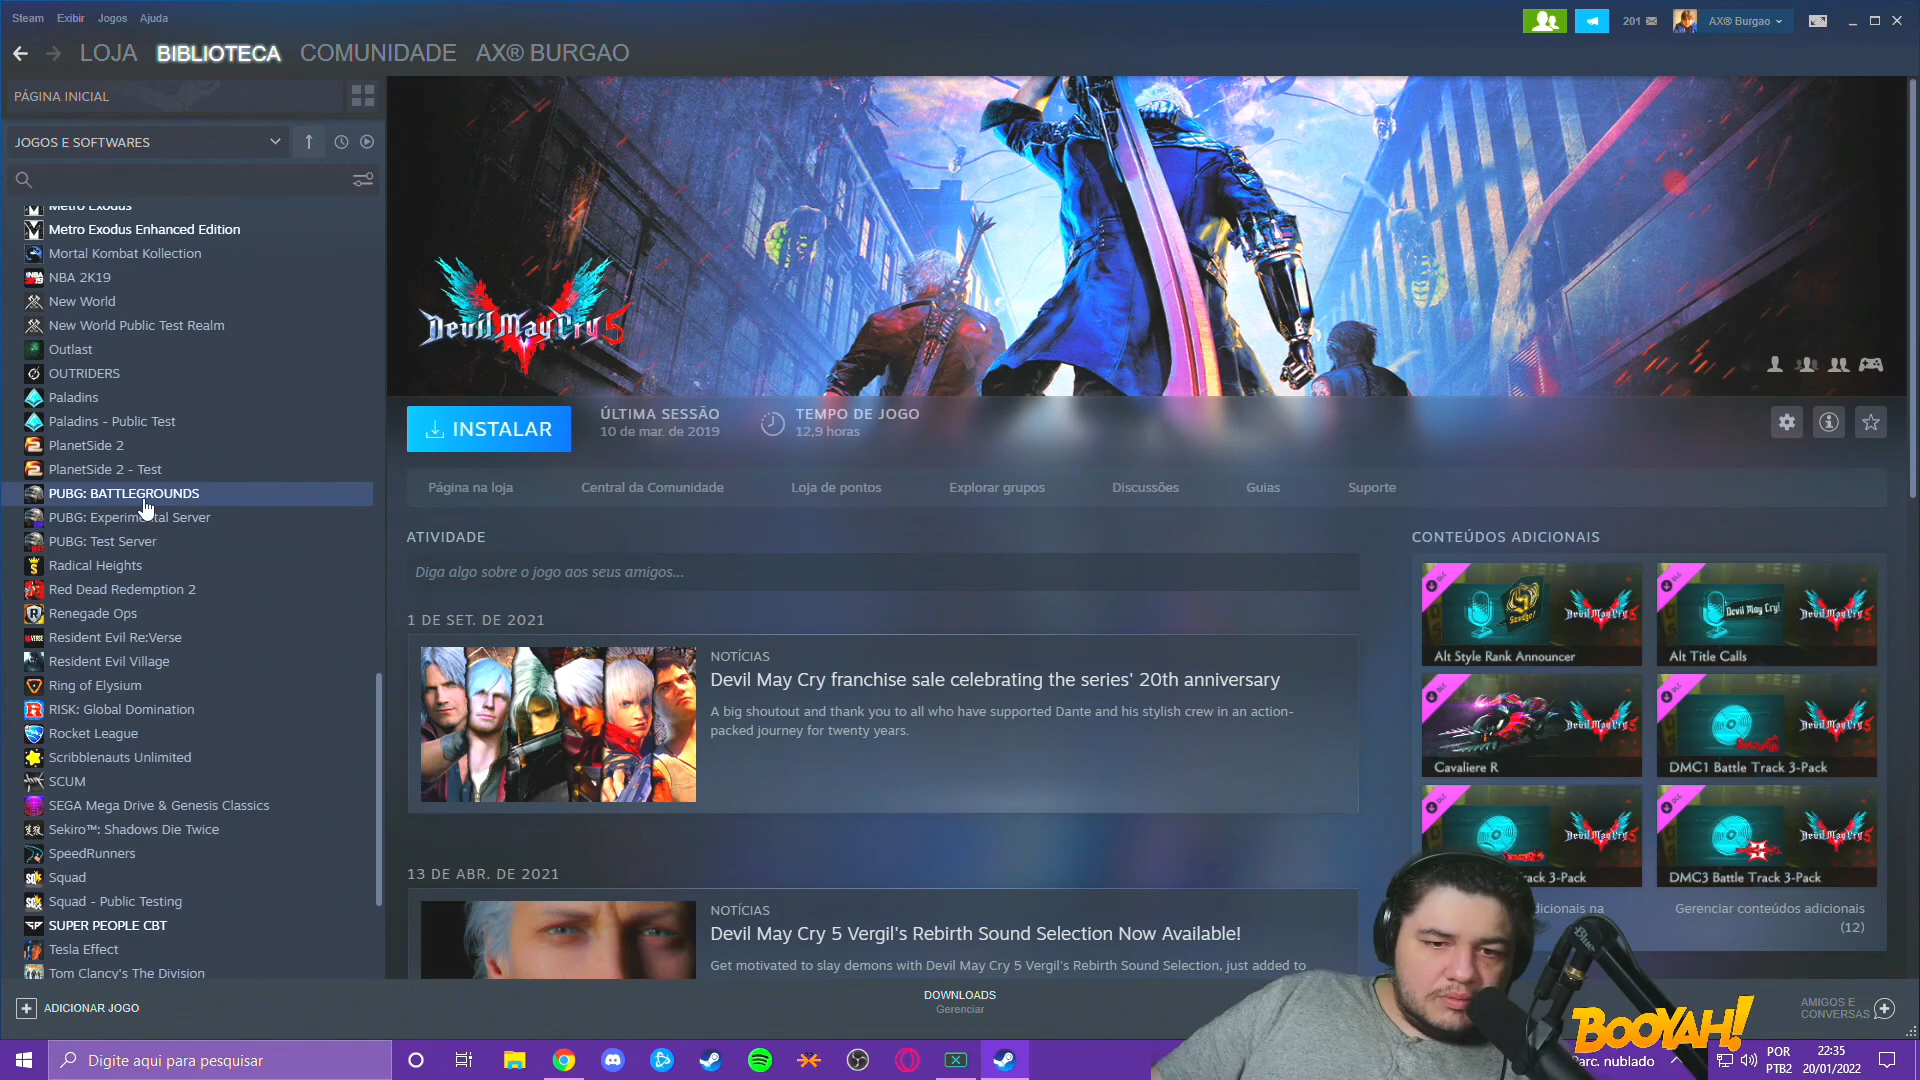 Steam Exibir Jogos Ajuda
201
AX® Burgao
LOJA BIBLIOTECA COMUNIDADE AX® BURGAO
PÁGINA INICIAL
JOGOS E SOFTWARES
Metro Exodus
Metro Exodus Enhanced Edition
Mortal Kombat Kollection
NBA 2K19
New World
New World Public Test Realm
Outlast
OUTRIDERS
Paladins
Paladins - Public Test
PlanetSide 2
PlanetSide 2 - Test
PUBG: BATTLEGROUNDS
PUBG: Experimental Server
PUBG: Test Server
Radical Heights
Red Dead Redemption 2
Renegade Ops
Resident Evil Re:Verse
Resident Evil Village
Ring of Elysium
RISK: Global Domination
Rocket League
Scribblenauts Unlimited
SCUM
SEGA Mega Drive & Genesis Classics
Sekiro™: Shadows Die Twice
SpeedRunners
Squad
Squad - Public Testing
SUPER PEOPLE CBT
Tesla Effect
Tom Clancy's The Division
ADICIONAR JOGO
Devil May Cry 5
INSTALAR
ÚLTIMA SESSÃO
10 de mar. de 2019
TEMPO DE JOGO
12,9 horas
Página na loja
Central da Comunidade
Loja de pontos
Explorar grupos
Discussões
Guias
Suporte
ATIVIDADE
Diga algo sobre o jogo aos seus amigos...
1 DE SET. DE 2021
NOTÍCIAS
Devil May Cry franchise sale celebrating the series' 20th anniversary
A big shoutout and thank you to all who have supported Dante and his stylish crew in an action-
packed journey for twenty years.
13 DE ABR. DE 2021
NOTÍCIAS
Devil May Cry 5 Vergil's Rebirth Sound Selection Now Available!
Get motivated to slay demons with Devil May Cry 5 Vergil's Rebirth Sound Selection, just added to
CONTEÚDOS ADICIONAIS
Alt Style Rank Announcer
Alt Title Calls
Cavaliere R
DMC1 Battle Track 3-Pack
ck 3-Pack
DMC3 Battle Track 3-Pack
dicionais na
Gerenciar conteúdos adicionais
(12)
DOWNLOADS
Gerenciar
AMIGOS E
CONVERSAS
Blue
BOOYAH!
Digite aqui para pesquisar
Parc. nublado
POR
PTB2
22:35
20/01/2022